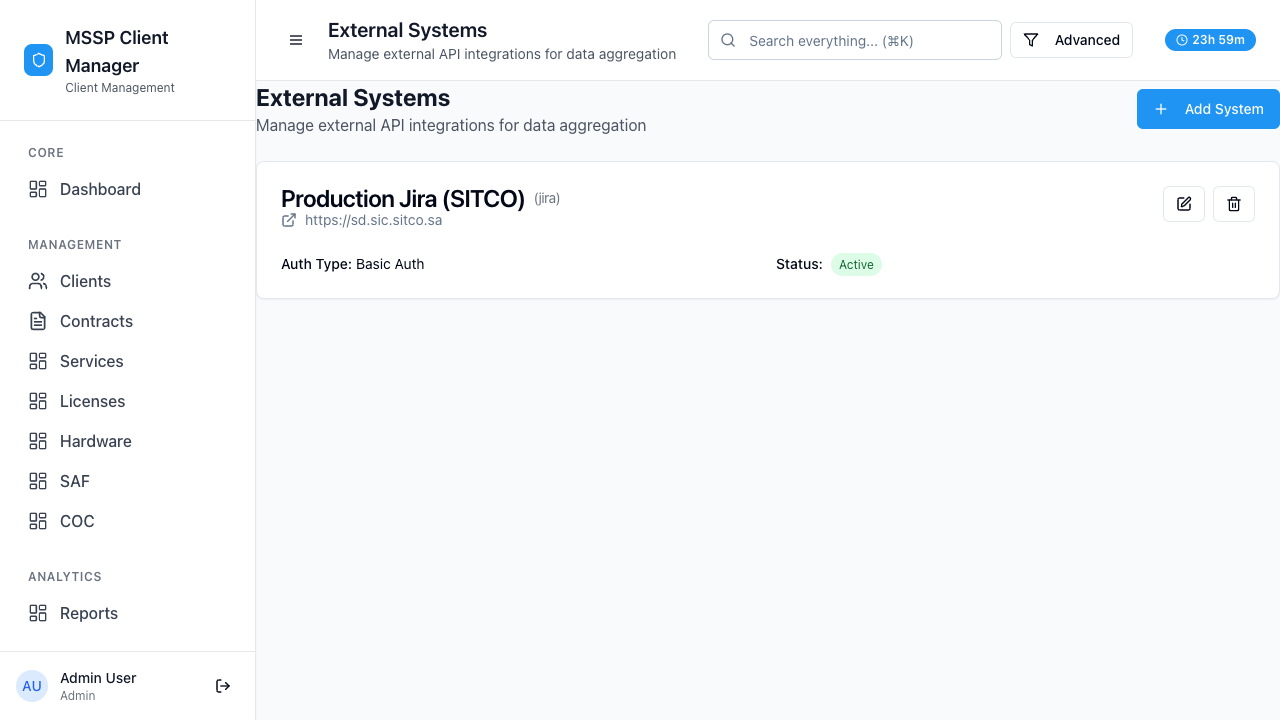 MSSP Client
Manager
Client Management
CORE
Dashboard
MANAGEMENT
Clients
Contracts
Services
Licenses
Hardware
SAF
COC
ANALYTICS
Reports
AU
Admin User
Admin
External Systems
Manage external API integrations for data aggregation
Search everything... (⌘K)
Advanced
23h 59m
External Systems
Manage external API integrations for data aggregation
Add System
Production Jira (SITCO) (jira)
https://sd.sic.sitco.sa
Auth Type: Basic Auth
Status: Active